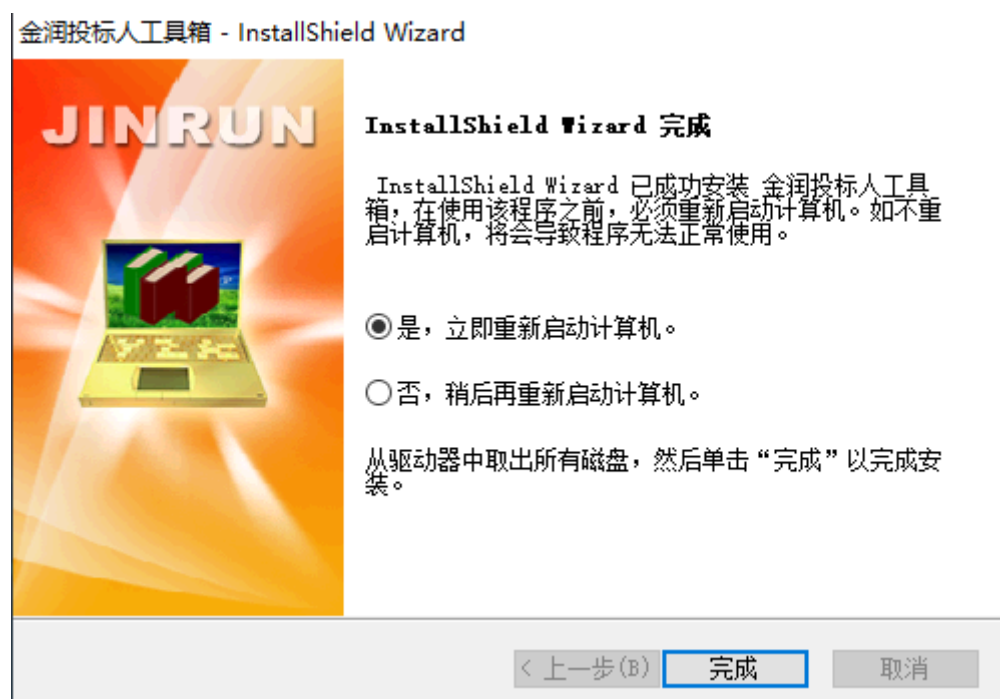 金润投标人工具箱 - InstallShield Wizard
JINRUN
InstallShield Wizard 完成
InstallShield Wizard 已成功安装 金润投标人工具
箱，在使用该程序之前，必须重新启动计算机。如不重
启计算机，将会导致程序无法正常使用。
是，立即重新启动计算机。
否，稍后再重新启动计算机。
从驱动器中取出所有磁盘，然后单击“完成”以完成安
装。
< 上一步(B)
完成
取消